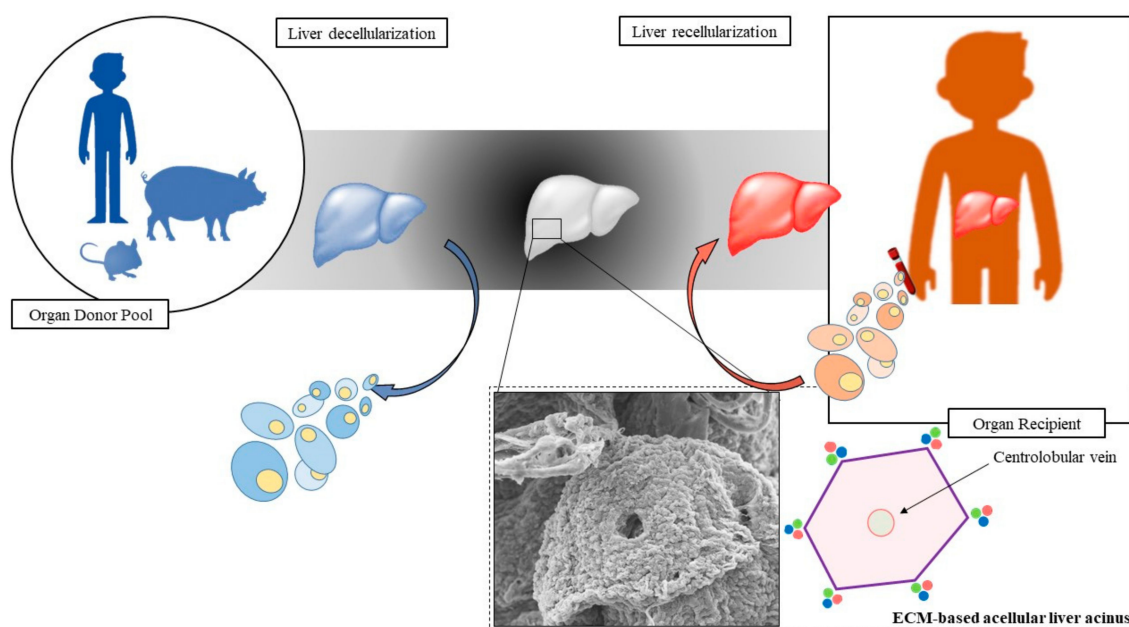 Liver decellularization
Liver recellularization
Organ Donor Pool
Organ Recipient
Centrolobular vein
ECM-based acellular liver acinus